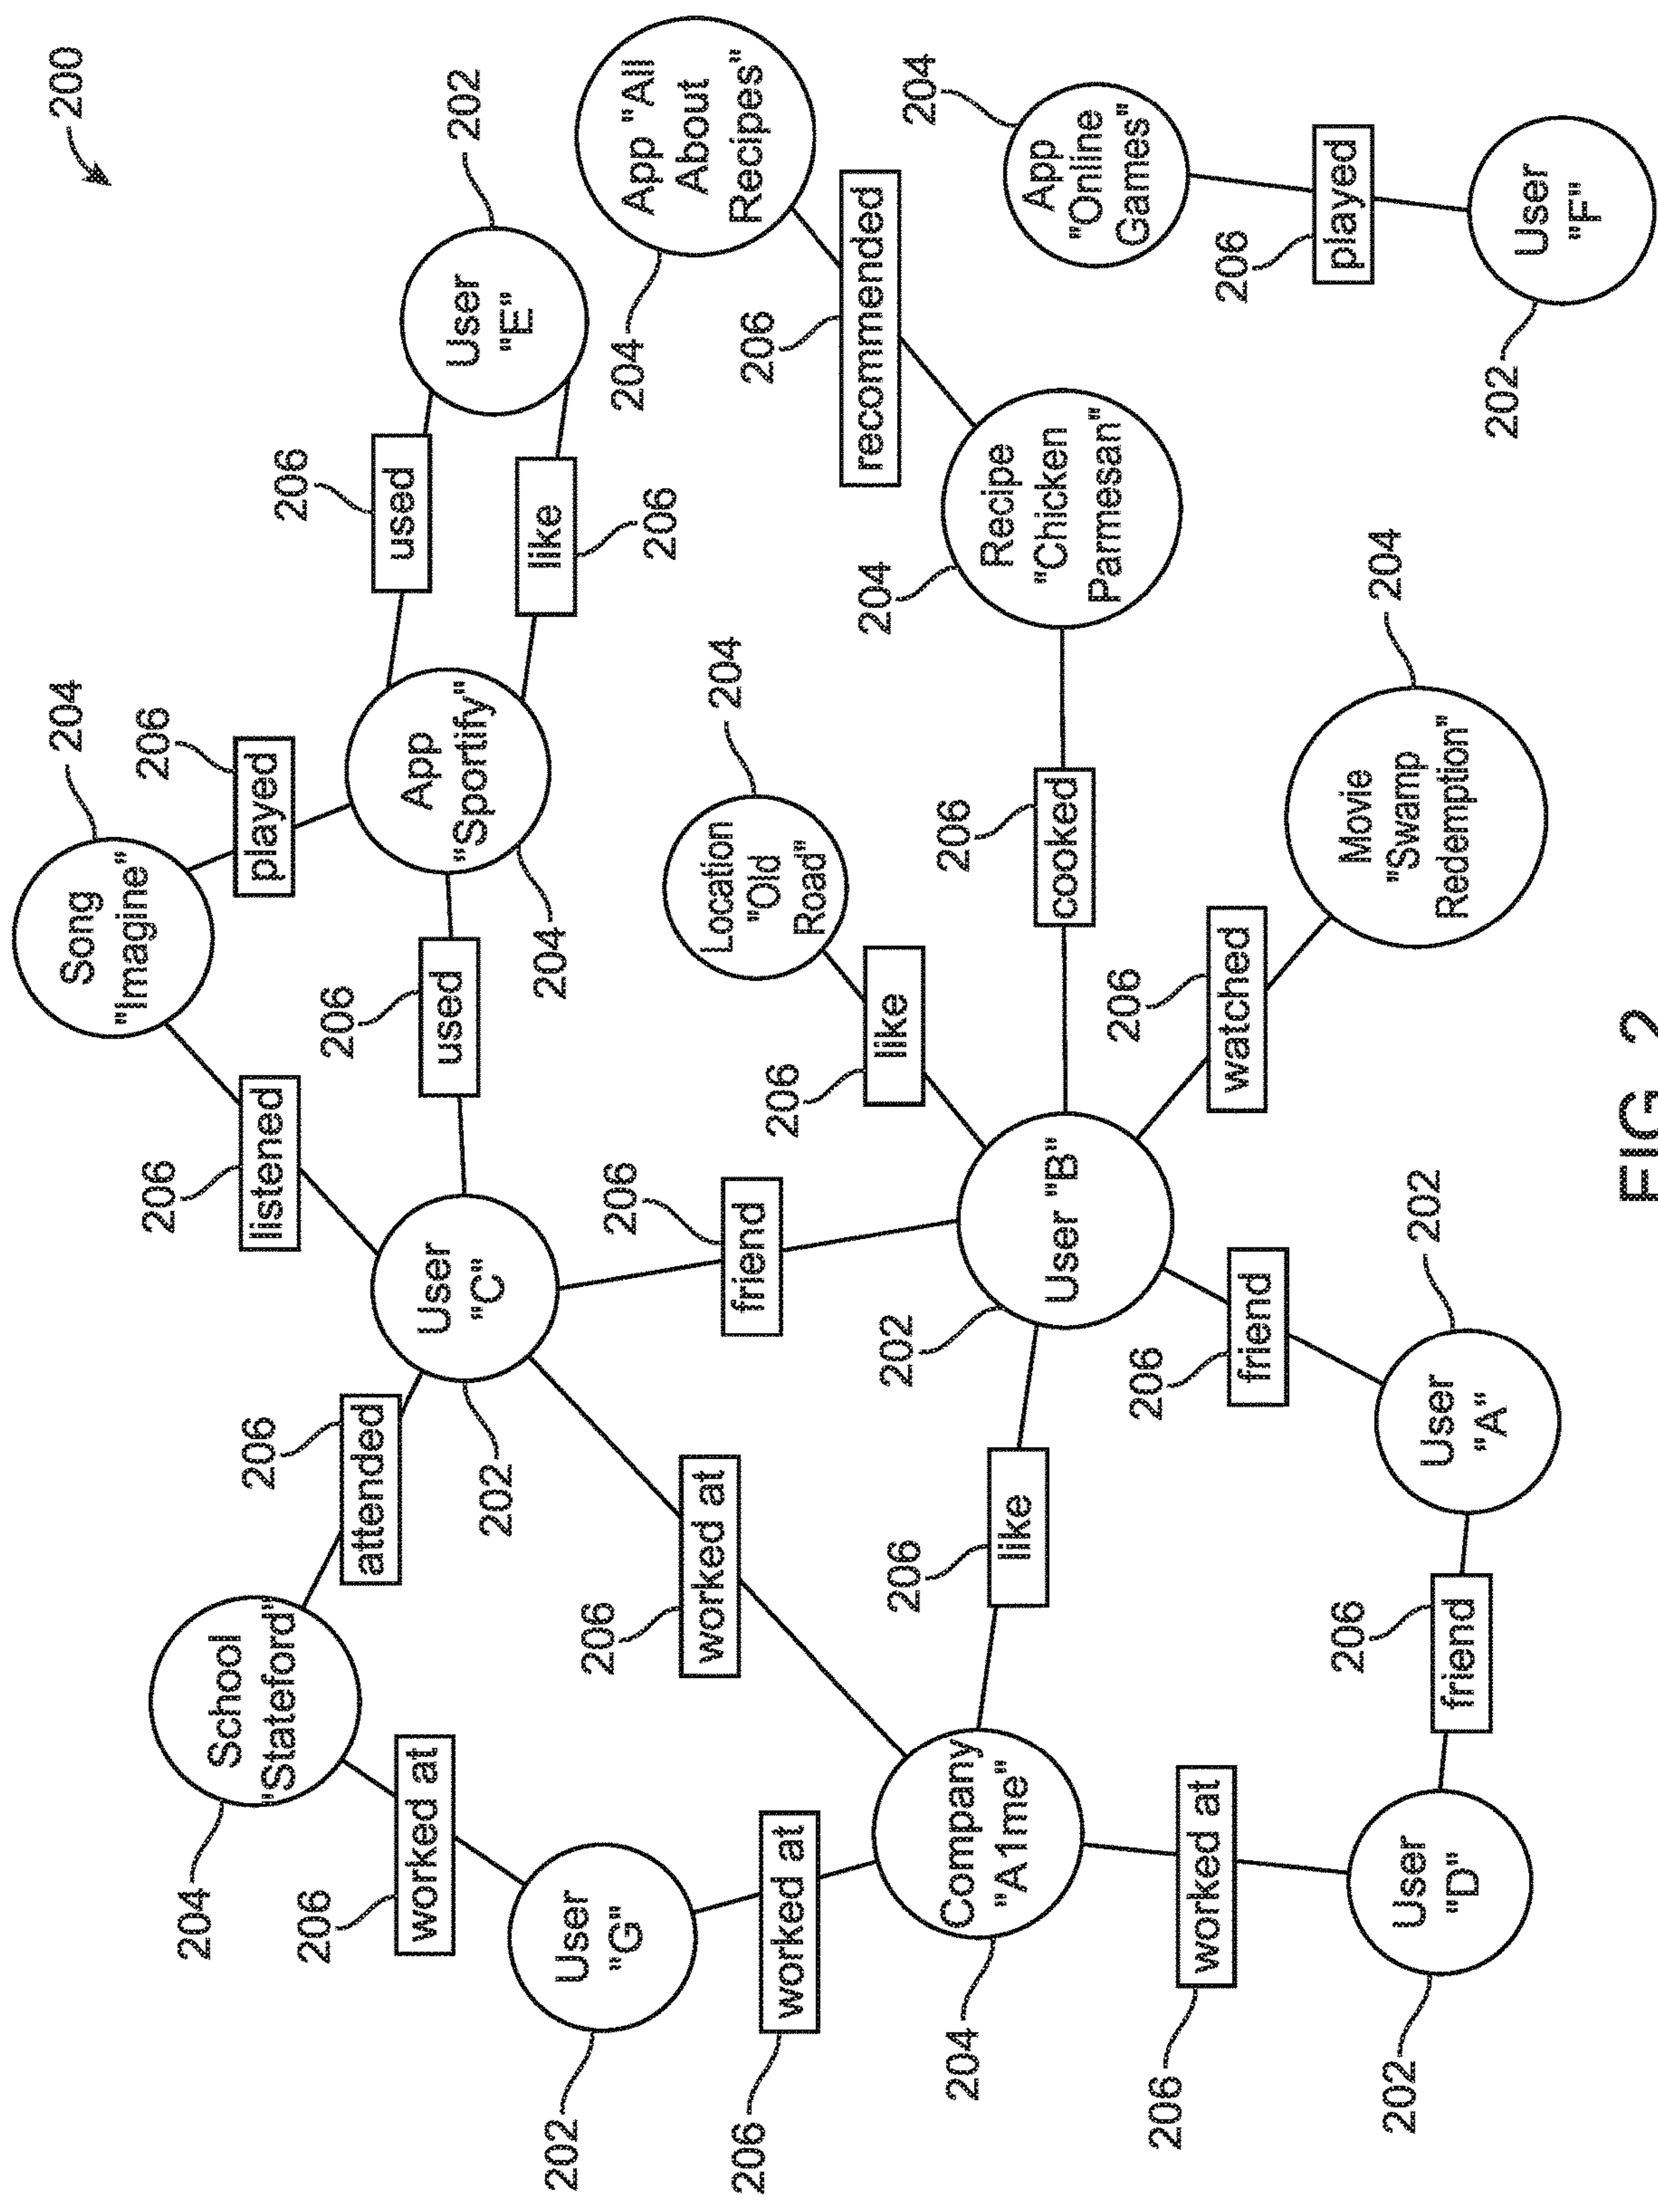 200
204
Song
"Imagine"
206
played
206
listened
206
School
"Stateford"
204
206
attended
206
used
202
User
"E"
206
like
206
App
"Sportify"
204
206
used
User
"C"
202
206
worked at
User
"G"
202
206
worked at
206
worked at
206
friend
204
Location
"Old
Road"
206
like
204
App "All
About
Recipes"
206
recommended
204
Recipe
"Chicken
Parmesan"
206
cooked
202
User "B"
206
like
Company
"A1me"
204
206
worked at
206
friend
206
watched
204
Movie
"Swamp
Redemption"
204
App
"Online
Games"
206
played
202
User
"F"
202
User
"A"
206
friend
User
"D"
202
FIG. 2